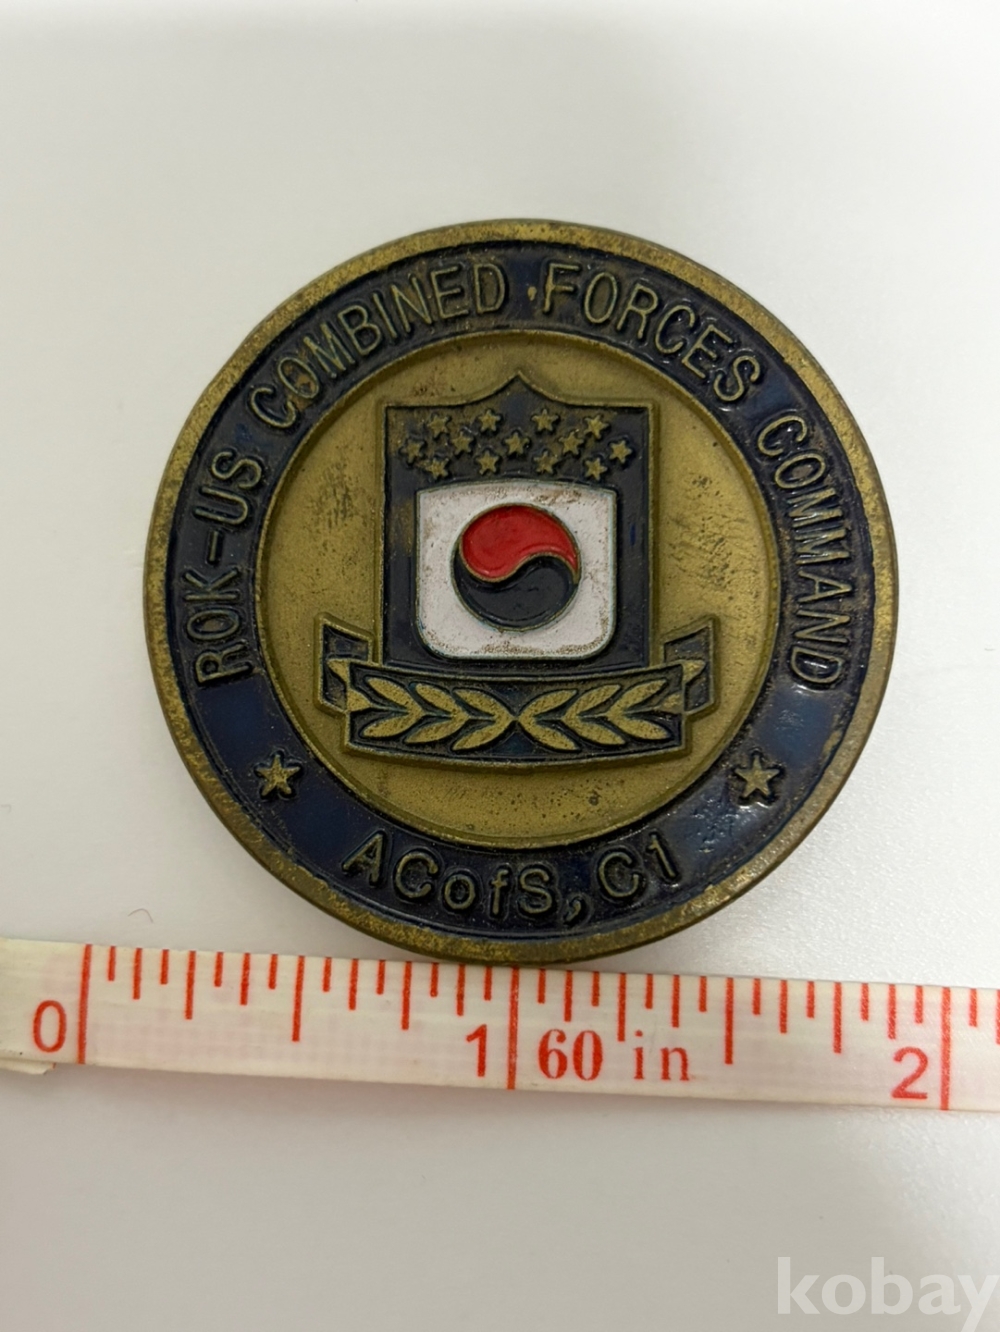 ROK-US COMBINED FORCES COMMAND
ACofS, C1
0 1 60 in 2
kobay